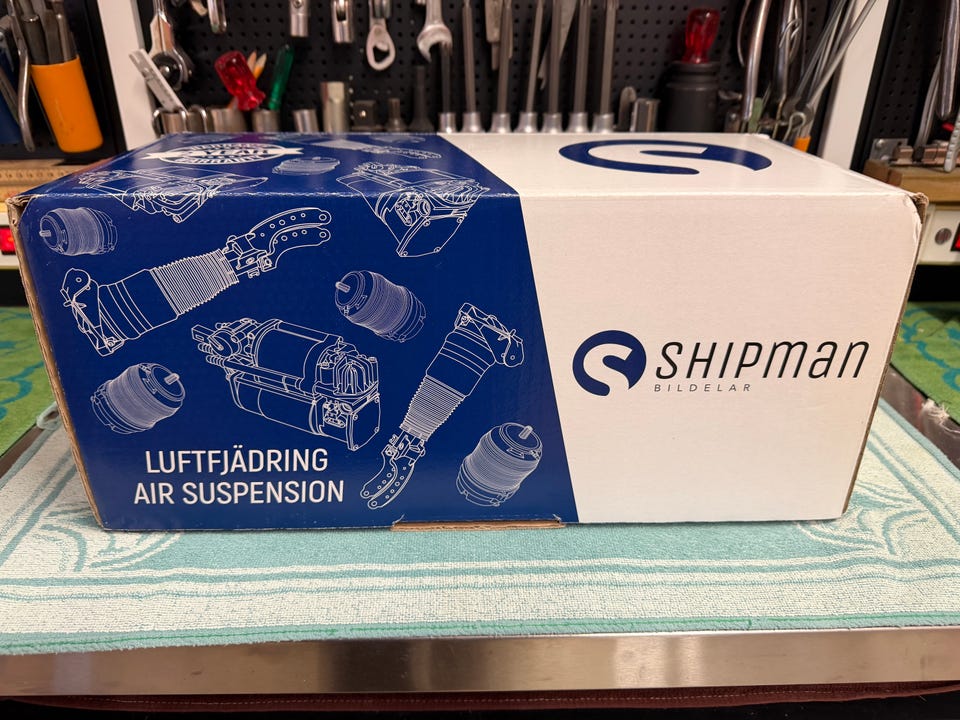 LUFTFJÄDRING
AIR SUSPENSION
SHIPMAN
BILDELAR